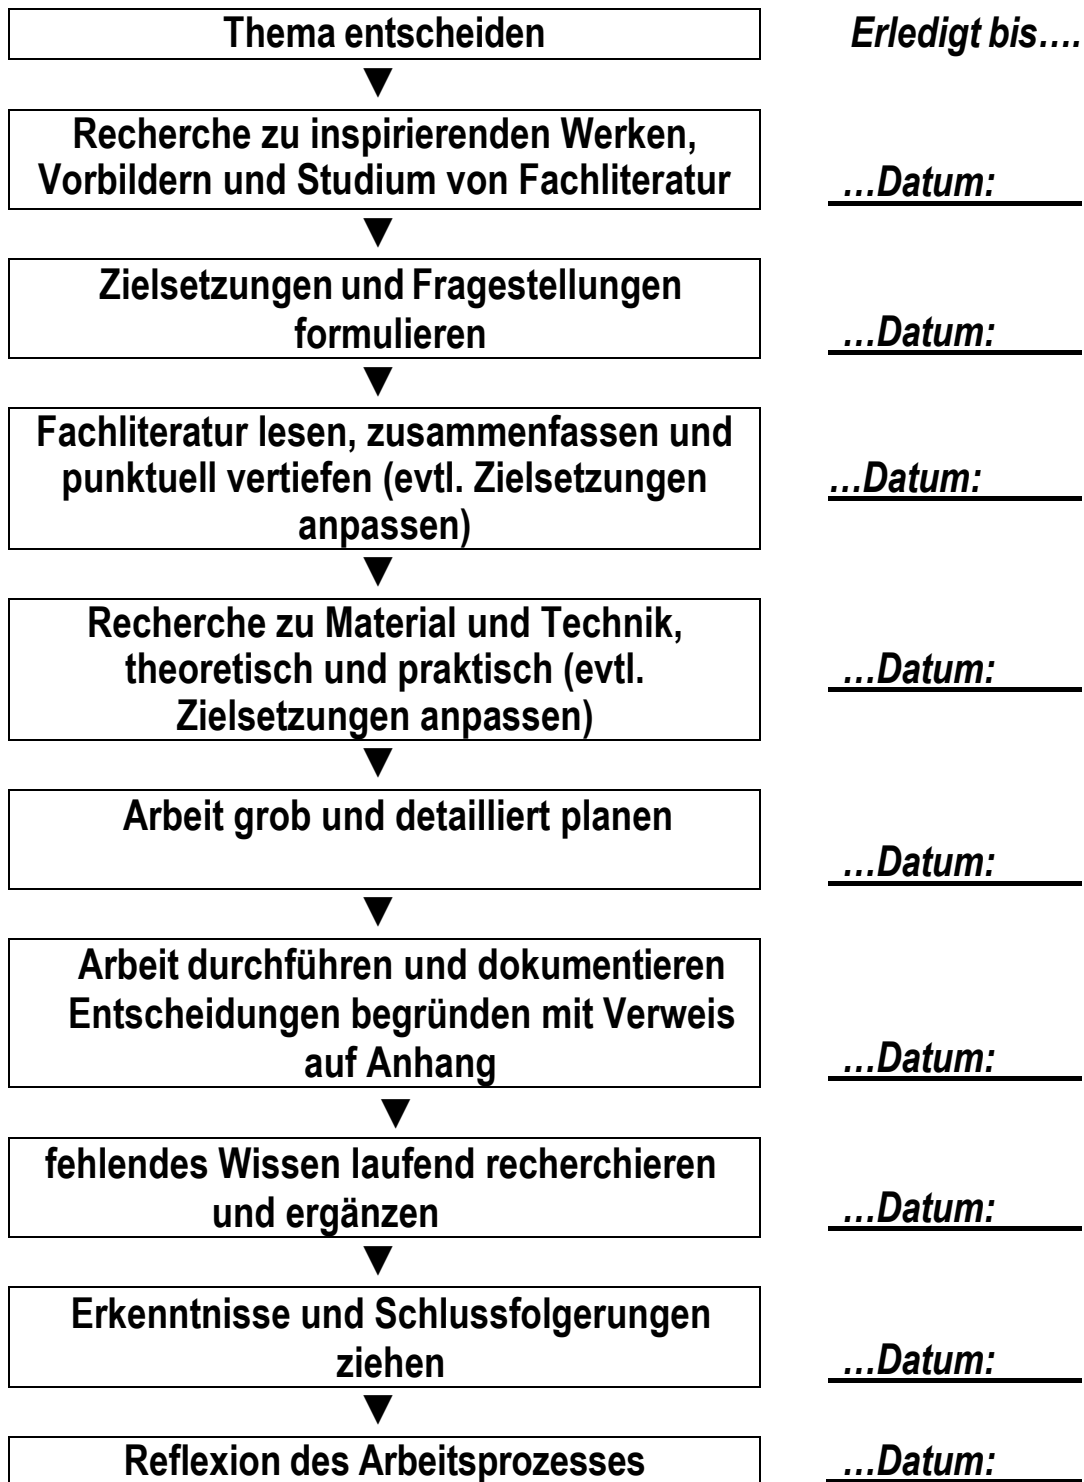 Thema entscheiden
Erledigt bis….
Recherche zu inspirierenden Werken,
Vorbildern und Studium von Fachliteratur
…Datum:
Zielsetzungen und Fragestellungen
formulieren
…Datum:
Fachliteratur lesen, zusammenfassen und
punktuell vertiefen (evtl. Zielsetzungen
anpassen)
…Datum:
Recherche zu Material und Technik,
theoretisch und praktisch (evtl.
Zielsetzungen anpassen)
…Datum:
Arbeit grob und detailliert planen
…Datum:
Arbeit durchführen und dokumentieren
Entscheidungen begründen mit Verweis
auf Anhang
…Datum:
fehlendes Wissen laufend recherchieren
und ergänzen
…Datum:
Erkenntnisse und Schlussfolgerungen
ziehen
…Datum:
Reflexion des Arbeitsprozesses
…Datum: